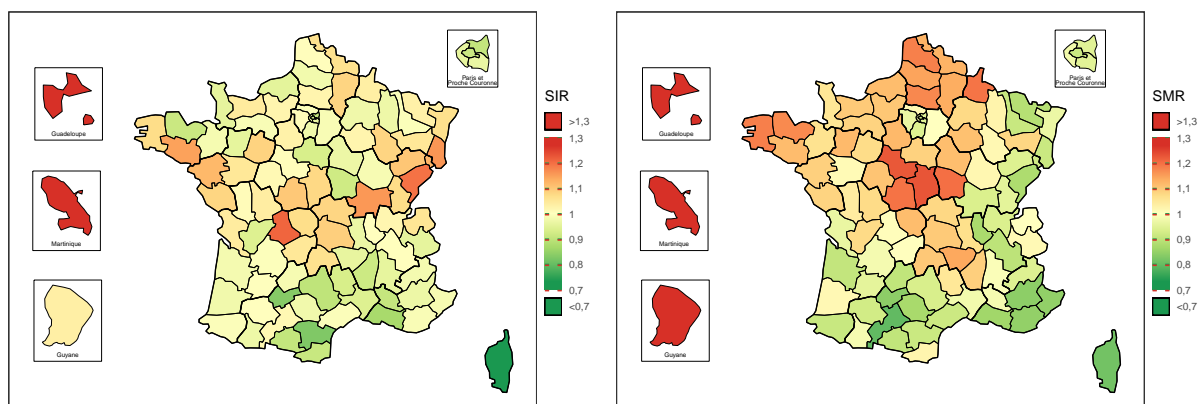 Guadeloupe
Martinique
Guyane
Paris et
Proche Couronne
SIR
>1,3
1,3
1,2
1,1
1
0,9
0,8
0,7
<0,7
Guadeloupe
Martinique
Guyane
Paris et
Proche Couronne
SMR
>1,3
1,3
1,2
1,1
1
0,9
0,8
0,7
<0,7